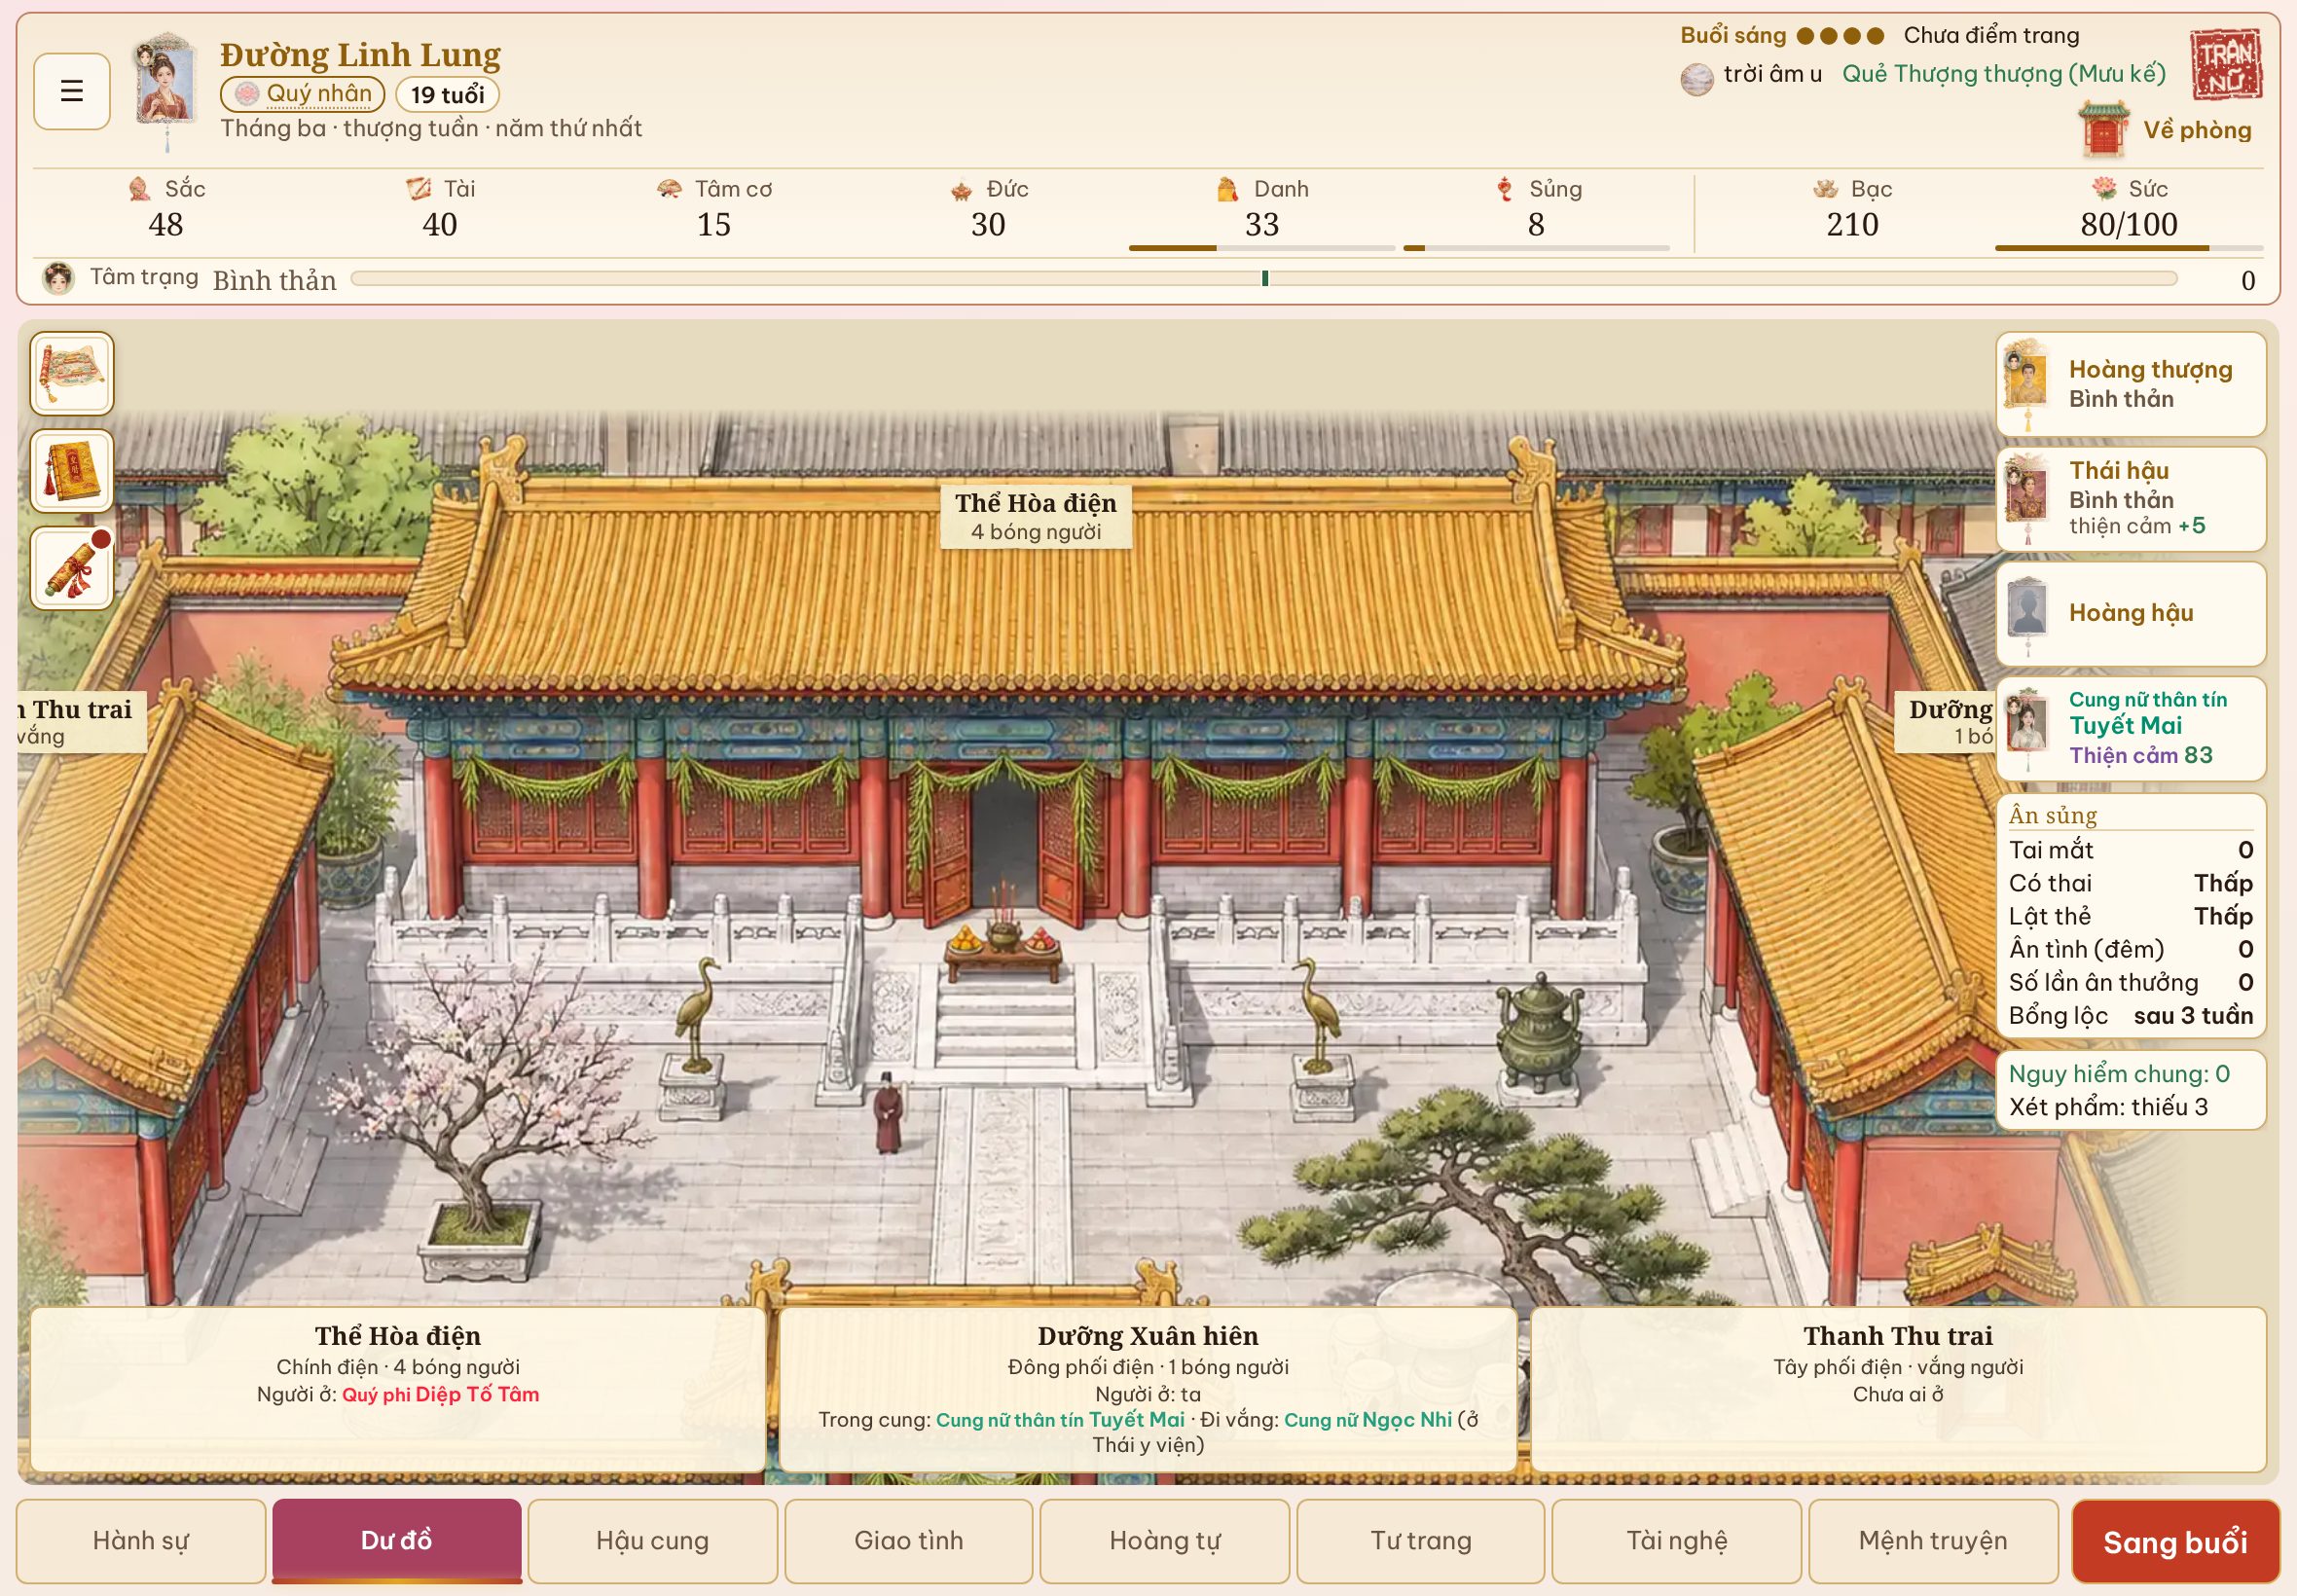 ☰
Đường Linh Lung
Quý nhân
19 tuổi
Tháng ba · thượng tuần · năm thứ nhất
Buổi sáng
Chưa điểm trang
trời âm u
Quẻ Thượng thượng (Mưu kế)
TRÂN NỮ
Về phòng
Sắc
48
Tài
40
Tâm cơ
15
Đức
30
Danh
33
Sủng
8
Bạc
210
Sức
80/100
Tâm trạng Bình thản
0
Hoàng thượng
Bình thản
Thái hậu
Bình thản
thiện cảm +5
Hoàng hậu
Cung nữ thân tín
Tuyết Mai
Thiện cảm 83
Ân sủng
Tai mắt 0
Có thai Thấp
Lật thẻ Thấp
Ân tình (đêm) 0
Số lần ân thưởng 0
Bổng lộc sau 3 tuần
Nguy hiểm chung: 0
Xét phẩm: thiếu 3
Thể Hòa điện
4 bóng người
Thu trai
vắng
Dưỡng
1 bó
Thể Hòa điện
Chính điện · 4 bóng người
Người ở: Quý phi Diệp Tố Tâm
Dưỡng Xuân hiên
Đông phối điện · 1 bóng người
Người ở: ta
Trong cung: Cung nữ thân tín Tuyết Mai · Đi vắng: Cung nữ Ngọc Nhi (ở
Thái y viện)
Thanh Thu trai
Tây phối điện · vắng người
Chưa ai ở
Hành sự
Dư đồ
Hậu cung
Giao tình
Hoàng tự
Tư trang
Tài nghệ
Mệnh truyện
Sang buổi